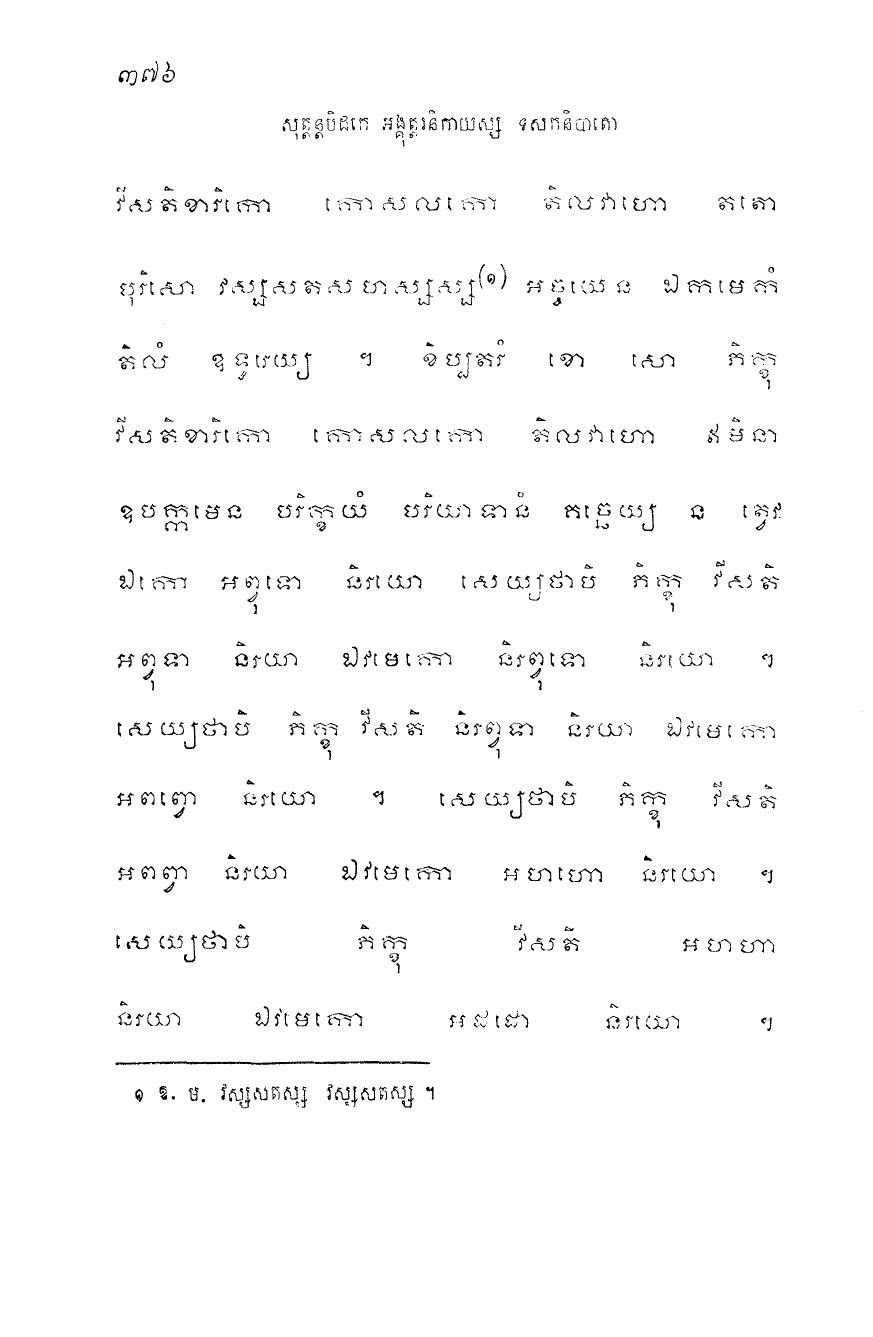 ៣៧៦
សុត្តន្តបិដកេ អង្គុត្តរនិកាយស្ស ទសកនិបាតោ
វីសតិខារិកោ កោសលកោ តិលវាហោ តតោ
បុរិសោ វស្សសតសហស្សស្ស(១) អច្ចយេន ឯកមេកំ
តិលំ ឧទ្ធរេយ្យ ។ ខិប្បតរំ ខោ សោ ភិក្ខុ
វីសតិខារិកោ កោសលកោ តិលវាហោ ឥមិនា
ឧបក្កមេន បរិក្ខយំ បរិយាទានំ គច្ឆេយ្យ ន ត្វេវ
ឯកោ អព្វុទោ និរយោ សេយ្យថាបិ ភិក្ខុ វីសតិ
អព្វុទា និរយា ឯវមេកោ និរព្វុទោ និរយោ ។
សេយ្យថាបិ ភិក្ខុ វីសតិ និរព្វុទា និរយា ឯវមេកោ
អពព្វោ និរយោ ។ សេយ្យថាបិ ភិក្ខុ វីសតិ
អពព្វា និរយា ឯវមេកោ អហហោ និរយោ ។
សេយ្យថាបិ ភិក្ខុ វីសតិ អហហា
និរយា ឯវមេកោ អដដោ និរយោ ។
១ ឱ. ម. វស្សសតស្ស វស្សសតស្ស ។